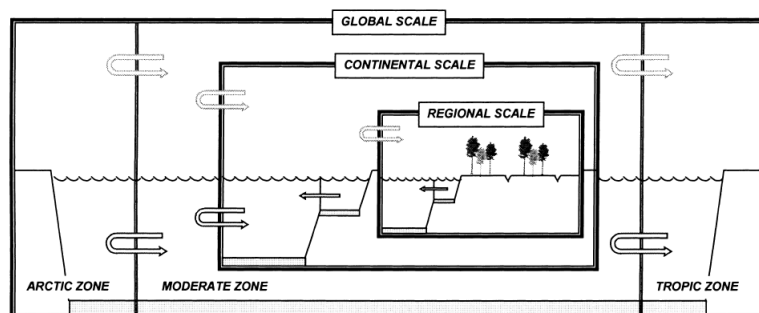 GLOBAL SCALE
CONTINENTAL SCALE
REGIONAL SCALE
ARCTIC ZONE
MODERATE ZONE
TROPIC ZONE